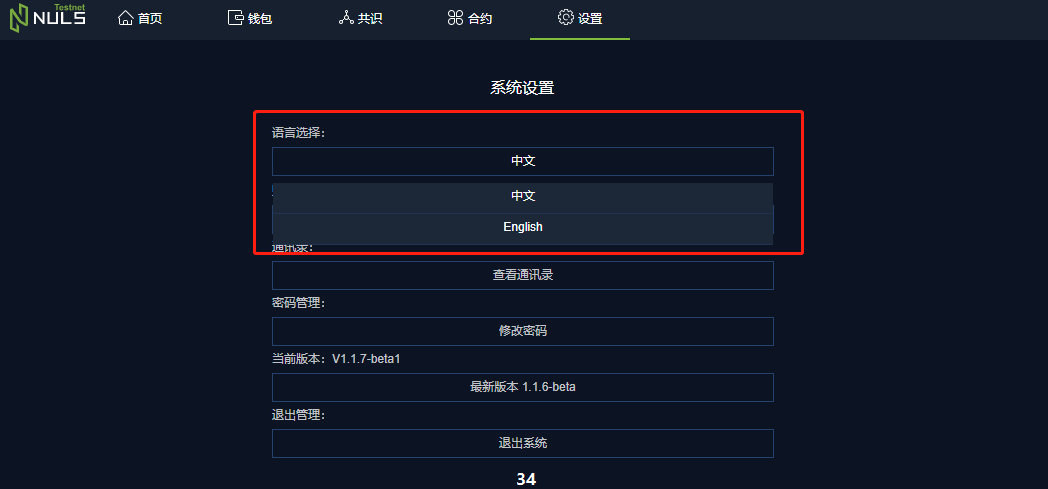 Testnet
NULS
首页
钱包
共识
合约
设置
系统设置
语言选择：
中文
中文
English
通讯录：
查看通讯录
密码管理：
修改密码
当前版本：V1.1.7-beta1
最新版本 1.1.6-beta
退出管理：
退出系统
34